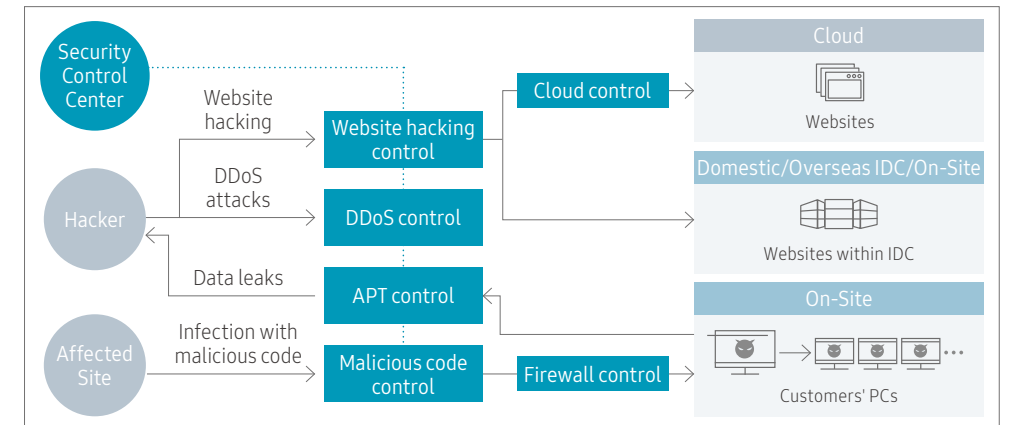 Security
Control
Center
Website
hacking
Website hacking
control
Cloud control
Cloud
Websites
Hacker
DDoS
attacks
DDoS control
Domestic/Overseas IDC/On-Site
Websites within IDC
Data leaks
APT control
On-Site
Affected
Site
Infection with
malicious code
Malicious code
control
Firewall control
Customers' PCs